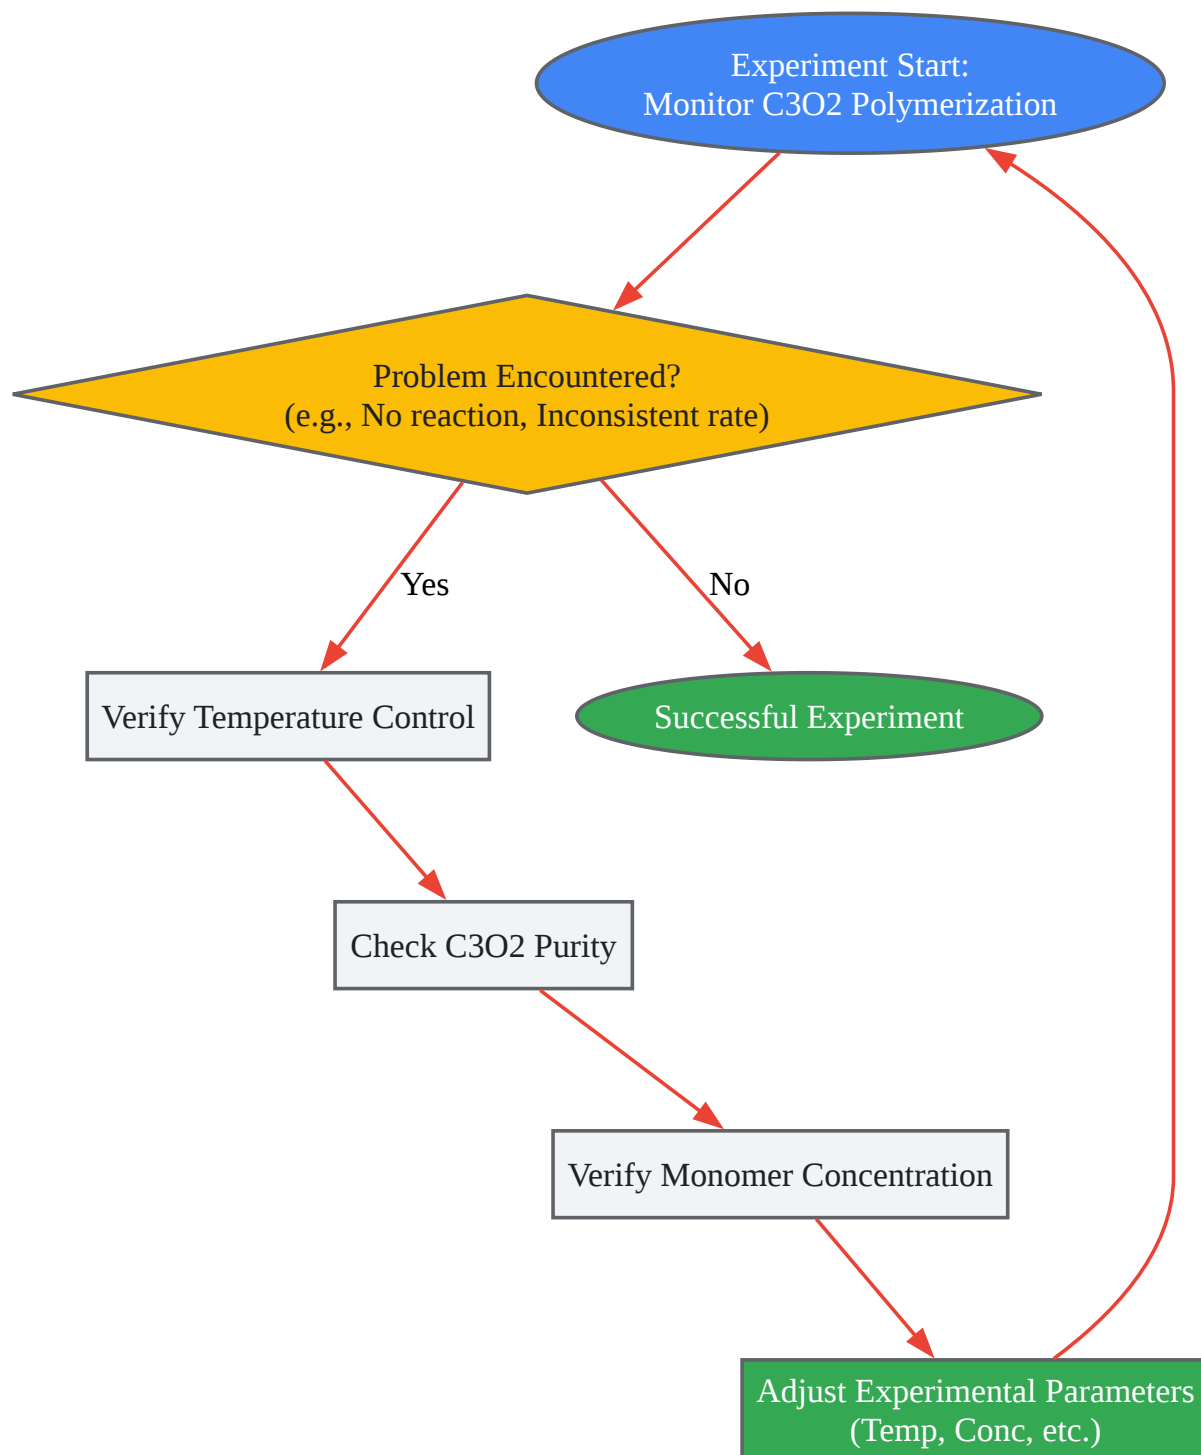 Experiment Start:
Monitor C3O2 Polymerization
Problem Encountered?
(e.g., No reaction, Inconsistent rate)
Yes
No
Verify Temperature Control
Successful Experiment
Check C3O2 Purity
Verify Monomer Concentration
Adjust Experimental Parameters
(Temp, Conc, etc.)